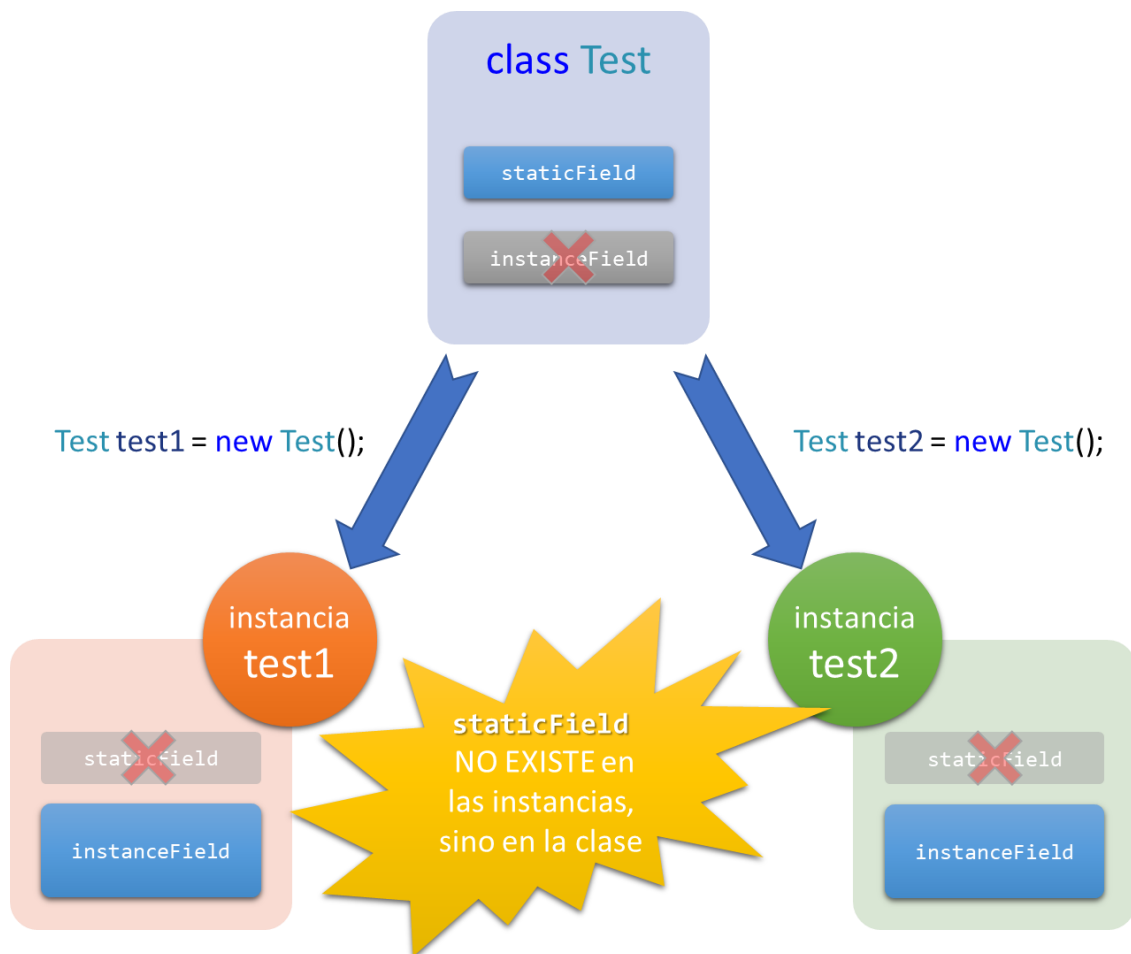 class Test
staticField
instanceField
Test test1 = new Test();
Test test2 = new Test();
instancia
test1
instancia
test2
staticField
instanceField
staticField
NO EXISTE en
las instancias,
sino en la clase
staticField
instanceField